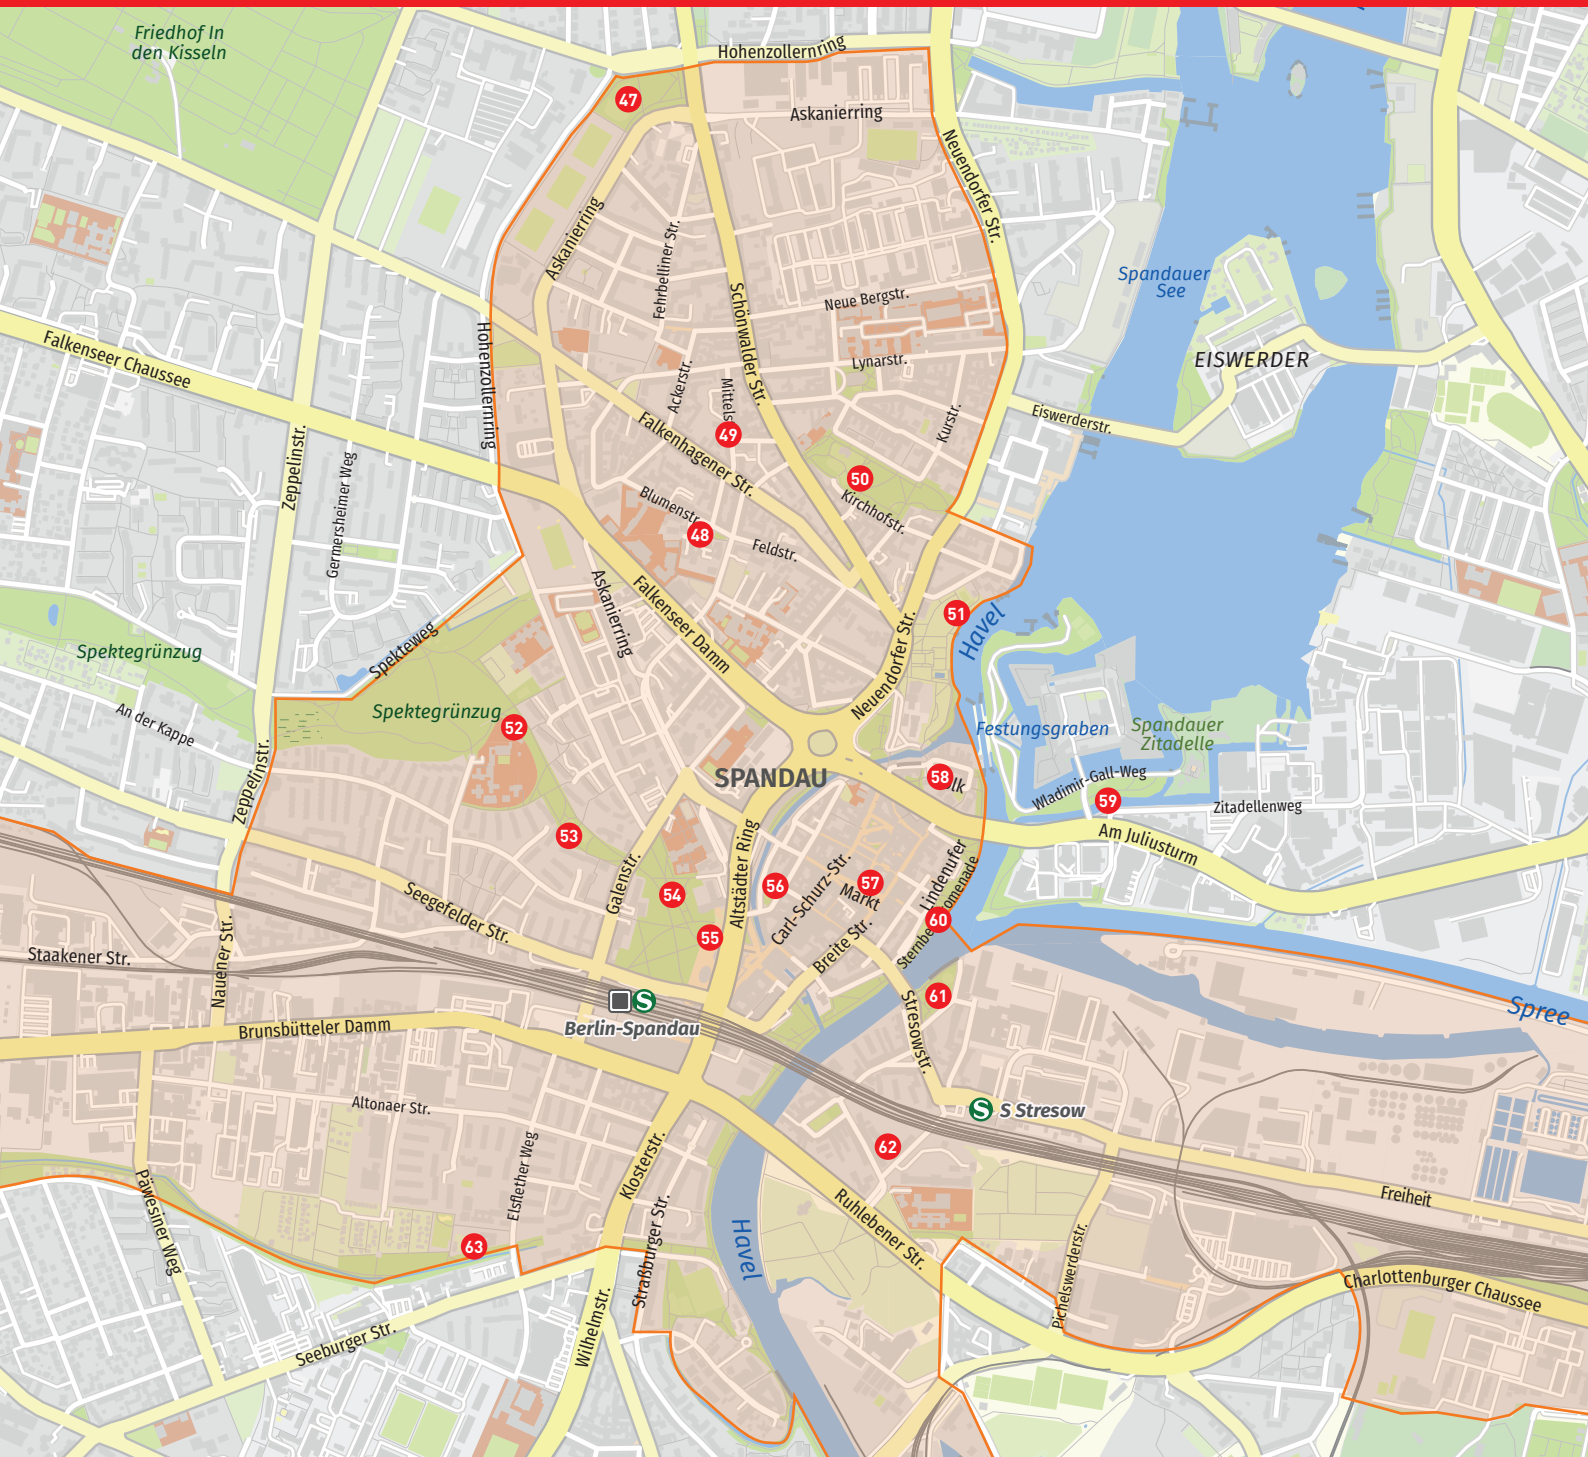 Friedhof In
den Kisseln
Hohenzollernring
47
Askanierring
Neuendorfer Str.
Askanierring
Fehrbelliner Str.
Schönwalder Str.
Neue Bergstr.
Spandauer
See
Falkenseer Chaussee
Hohenzollernring
Ackerstr.
Mittels
Lynarstr.
EISWERDER
Kurstr.
Eiswerderstr.
49
Falkenhagener Str.
Zeppelinstr.
Germersheimer Weg
50
Kirchhofstr.
Blumenstr.
48
Feldstr.
Askanierring
Falkenseer Damm
51
Havel
Neuendorfer Str.
Spekteweg
Spektegrünzug
Spektegrünzug
An der Kappe
52
Festungsgraben
Spandauer
Zitadelle
Zeppelinstr.
SPANDAU
58
lk
Wladimir-Gall-Weg
59
Zitadellenweg
Am Juliusturm
53
Galenstr.
Altstädter Ring
54
56
Carl-Schurz-Str.
57
Markt
Lindenufer
Sternbe
omenade
60
Seegefelder Str.
55
Breite Str.
Nauener Str.
Staakener Str.
S
Berlin-Spandau
61
Stresowstr.
Spree
Brunsbütteler Damm
Altonaer Str.
S
S Stresow
62
Elsflether Weg
Klosterstr.
Päwesiner Weg
Straßburger Str.
Havel
Ruhlebener Str.
Freiheit
63
Pichelswerderstr.
Charlottenburger Chaussee
Seeburger Str.
Wilhelmstr.